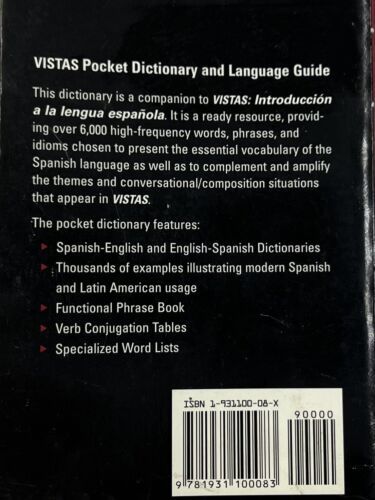 VISTAS Pocket Dictionary and Language Guide
This dictionary is a companion to VISTAS: Introducción
a la lengua española. It is a ready resource, provid-
ing over 6,000 high-frequency words, phrases, and
idioms chosen to present the essential vocabulary of the
Spanish language as well as to complement and amplify
the themes and conversational/composition situations
that appear in VISTAS.
The pocket dictionary features:
Spanish-English and English-Spanish Dictionaries
Thousands of examples illustrating modern Spanish
and Latin American usage
Functional Phrase Book
Verb Conjugation Tables
Specialized Word Lists
ISBN 1-931100-08-X
90000
9 781931 100083